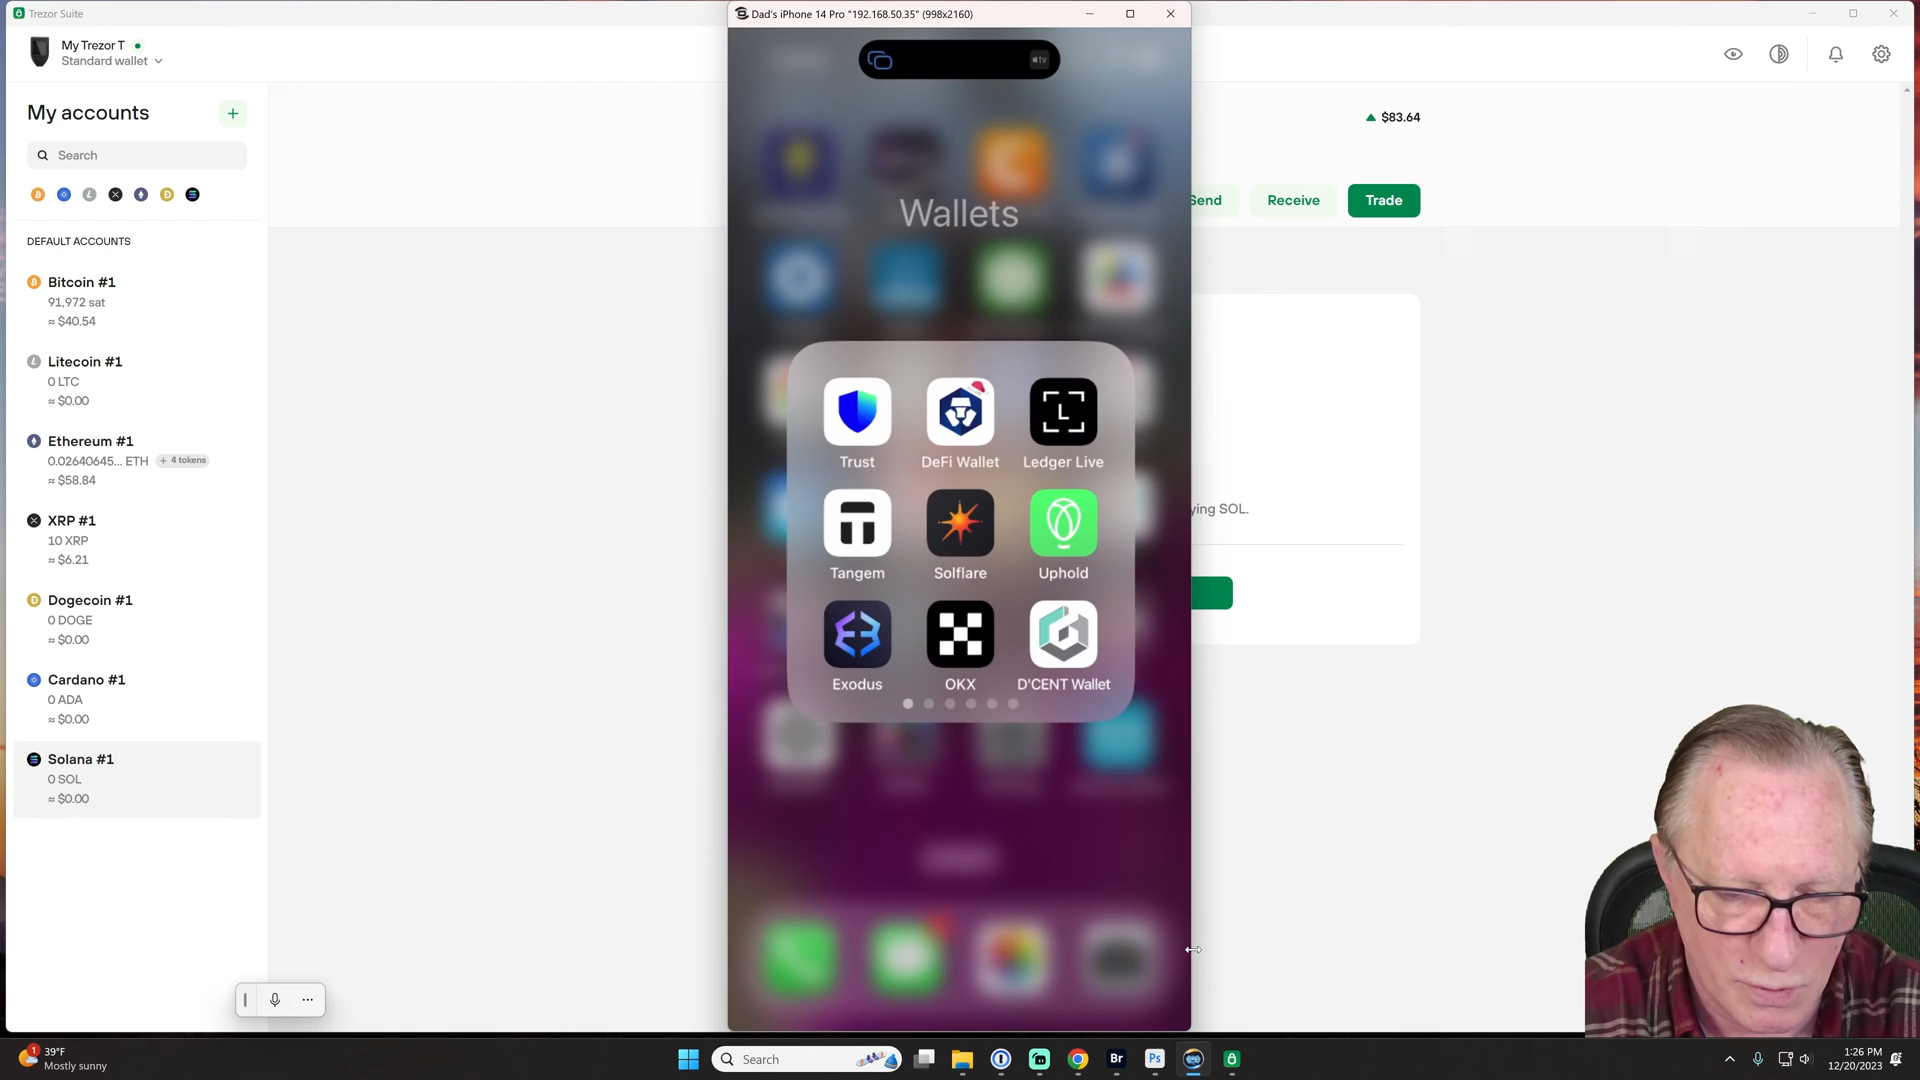 Trezor Suite
My Trezor T
Standard wallet
My accounts
Search
DEFAULT ACCOUNTS
Bitcoin #1
91,972 sat
≈ $40.54
Litecoin #1
0 LTC
≈ $0.00
Ethereum #1
0.02640645... ETH + 4 tokens
≈ $58.84
XRP #1
10 XRP
≈ $6.21
Dogecoin #1
0 DOGE
≈ $0.00
Cardano #1
0 ADA
≈ $0.00
Solana #1
0 SOL
≈ $0.00
Dad's iPhone 14 Pro "192.168.50.35" (998x2160)
tv
Wallets
Trust DeFi Wallet Ledger Live
Tangem Solflare Uphold
Exodus OKX D'CENT Wallet
$83.64
Send Receive Trade
ying SOL.
1
39°F
Mostly sunny
Search
Br
Ps
1:26 PM
12/20/2023